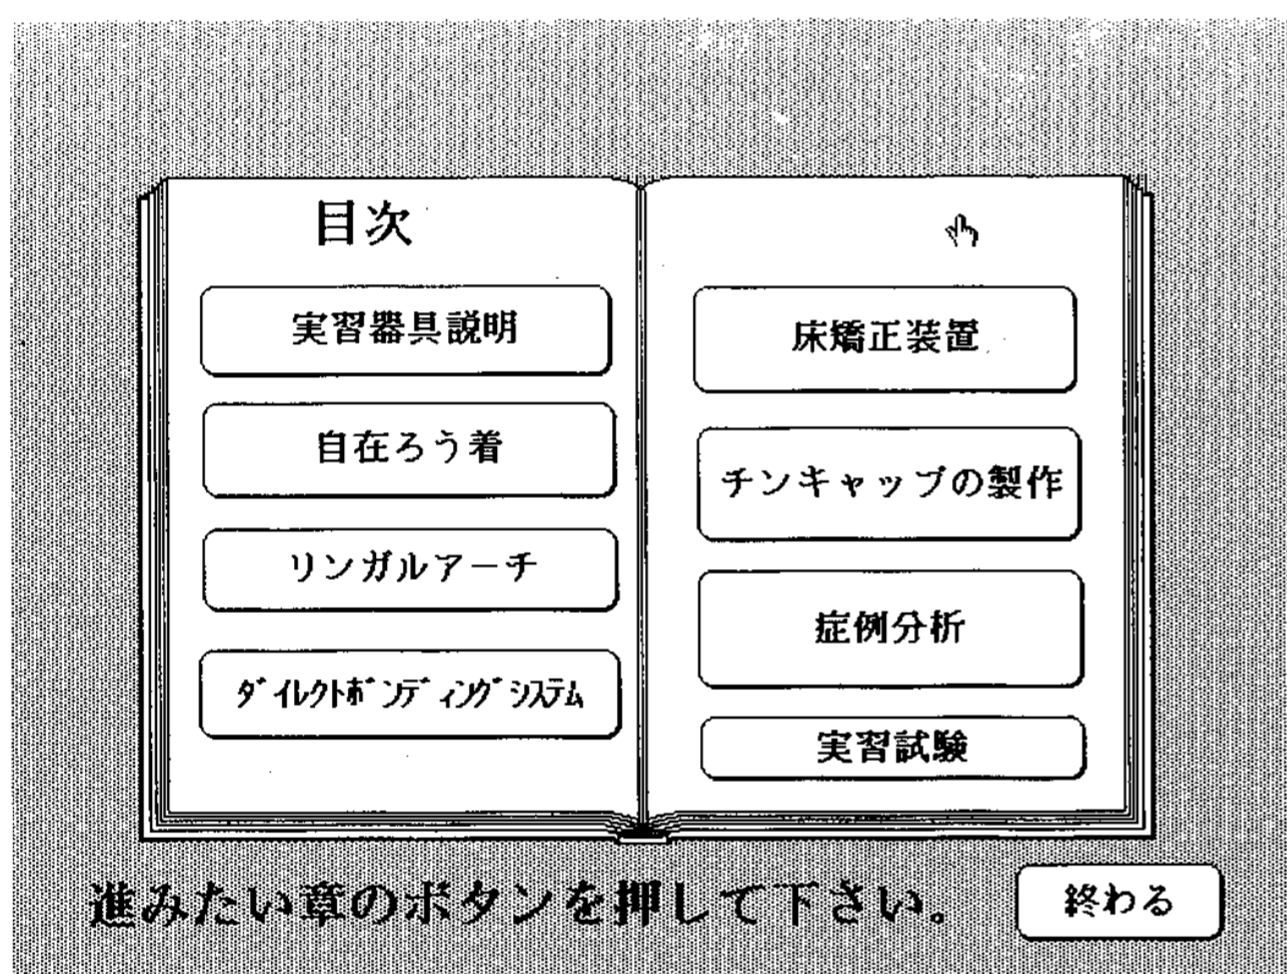 目次
実習器具説明
自在ろう着
リンガルアーチ
ﾀﾞｲﾚｸﾄﾎﾞﾝﾃﾞｨﾝｸﾞｼｽﾃﾑ
床矯正装置
チンキャップの製作
症例分析
実習試験
進みたい章のボタンを押して下さい。
終わる